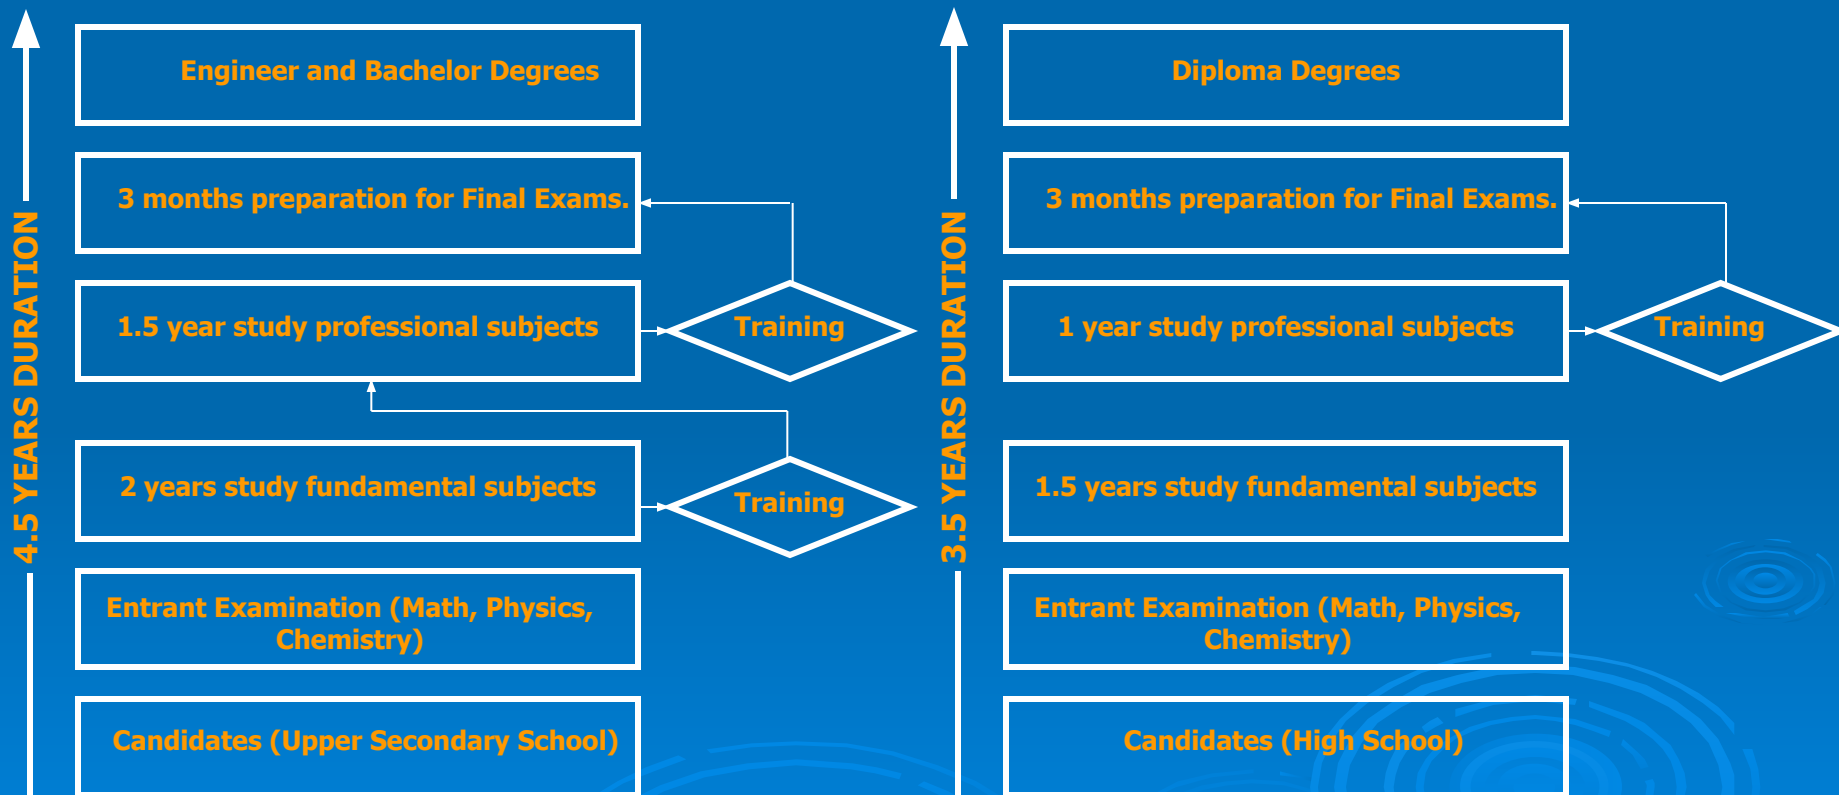 4.5 YEARS DURATION
Engineer and Bachelor Degrees
3 months preparation for Final Exams.
1.5 year study professional subjects
Training
2 years study fundamental subjects
Training
Entrant Examination (Math, Physics,
Chemistry)
Candidates (Upper Secondary School)
3.5 YEARS DURATION
Diploma Degrees
3 months preparation for Final Exams.
1 year study professional subjects
Training
1.5 years study fundamental subjects
Entrant Examination (Math, Physics,
Chemistry)
Candidates (High School)